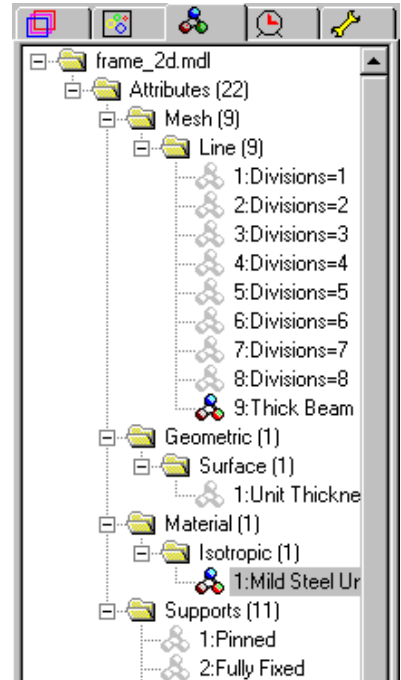 frame_2d.mdl
Attributes (22)
Mesh (9)
Line (9)
1:Divisions=1
2:Divisions=2
3:Divisions=3
4:Divisions=4
5:Divisions=5
6:Divisions=6
7:Divisions=7
8:Divisions=8
9:Thick Beam
Geometric (1)
Surface (1)
1:Unit Thickne
Material (1)
Isotropic (1)
1:Mild Steel Ur
Supports (11)
1:Pinned
2:Fully Fixed